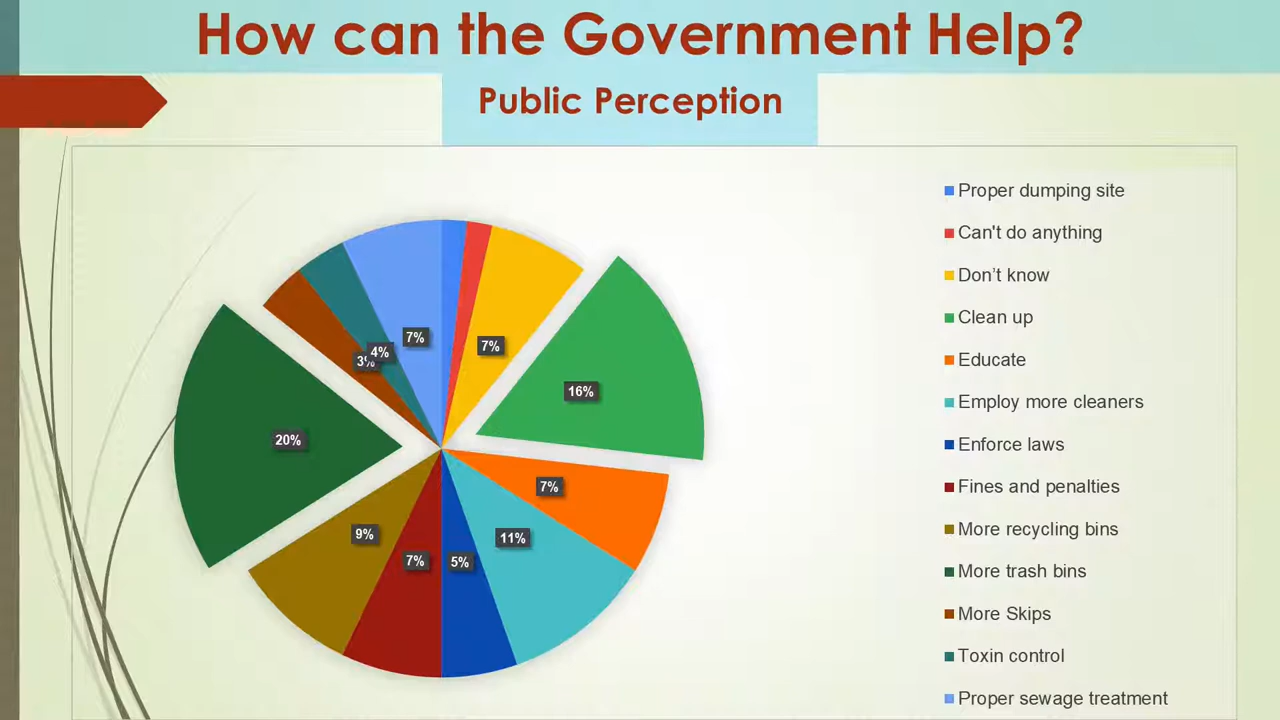 How can the Government Help?
Public Perception
Proper dumping site
Can't do anything
Don't know
Clean up
Educate
Employ more cleaners
Enforce laws
Fines and penalties
More recycling bins
More trash bins
More Skips
Toxin control
Proper sewage treatment
7%
4%
3%
7%
16%
20%
7%
9%
11%
7%
5%